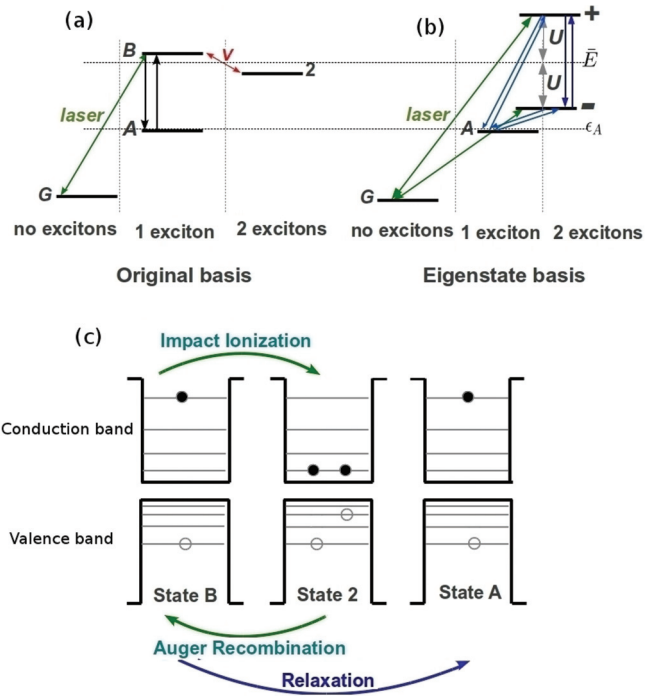 (a)
B
V
2
laser
A
G
no excitons
1 exciton
2 excitons
Original basis
(b)
+
U
Ē
U
laser
-
A
ϵ_A
G
no excitons
1 exciton
2 excitons
Eigenstate basis
(c)
Impact Ionization
Conduction band
Valence band
State B
State 2
State A
Auger Recombination
Relaxation